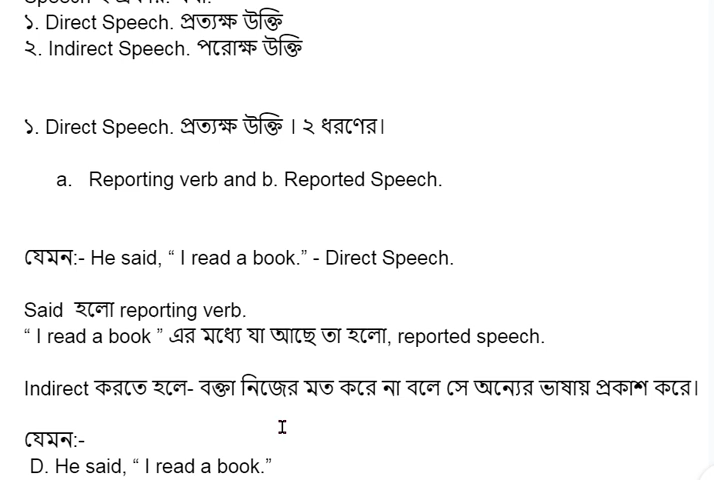 ১. Direct Speech. প্রত্যক্ষ উক্তি
২. Indirect Speech. পরোক্ষ উক্তি
১. Direct Speech. প্রত্যক্ষ উক্তি । ২ ধরণের।
a. Reporting verb and b. Reported Speech.
যেমন:- He said, “ I read a book.” - Direct Speech.
Said হলো reporting verb.
“ I read a book ” এর মধ্যে যা আছে তা হলো, reported speech.
Indirect করতে হলে- বক্তা নিজের মত করে না বলে সে অন্যের ভাষায় প্রকাশ করে।
যেমন:-
D. He said, “ I read a book.”